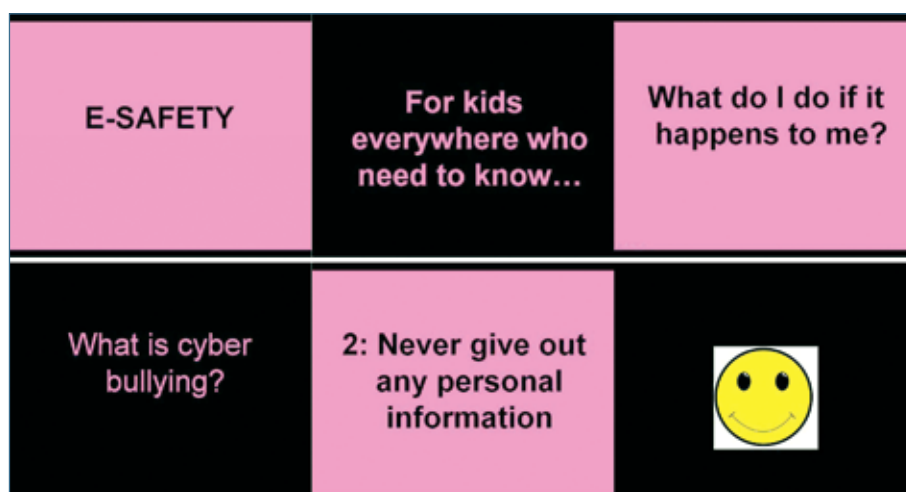 E-SAFETY
For kids
everywhere who
need to know...
What do I do if it
happens to me?
What is cyber
bullying?
2: Never give out
any personal
information